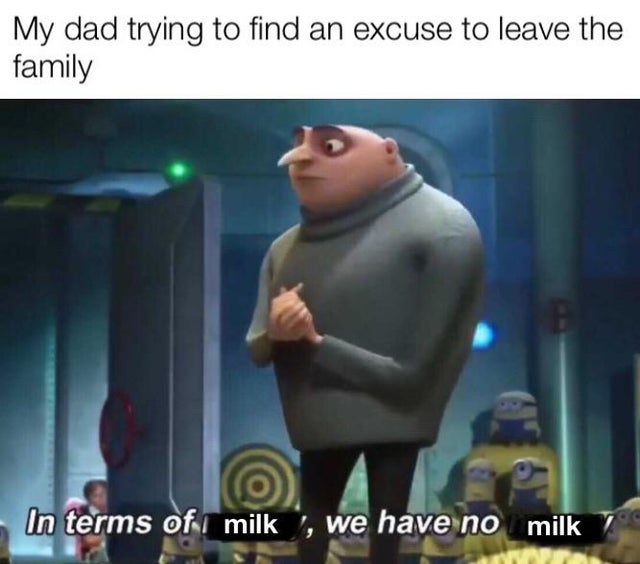 My dad trying to find an excuse to leave the
family
In terms of milk, we have no milk